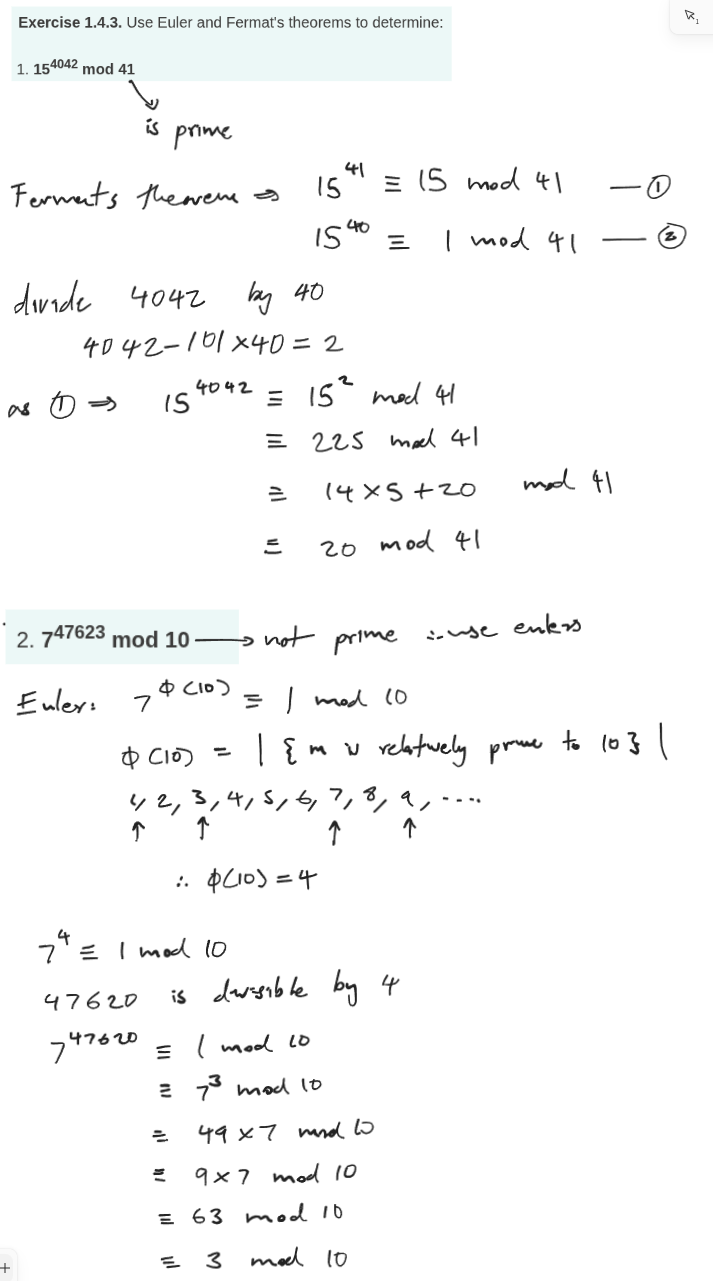 Exercise 1.4.3. Use Euler and Fermat's theorems to determine:
1. 15^4042 mod 41
is prime
Fermat's theorem ⇒ 15^41 ≡ 15 mod 41 — ①
15^40 ≡ 1 mod 41 — ②
divide 4042 by 40
4042-101×40=2
as ① ⇒ 15^4042 ≡ 15^2 mod 41
≡ 225 mod 41
≡ 14×5+20 mod 41
≡ 20 mod 41
2. 7^47623 mod 10 → not prime ∴ use eulers
Euler: 7^ϕ(10) ≡ 1 mod 10
ϕ(10) = |{m is relatively prime to 10}|
1, 2, 3, 4, 5, 6, 7, 8, 9, ....
↑ ↑ ↑ ↑
∴ ϕ(10) = 4
7^4 ≡ 1 mod 10
47620 is divisible by 4
7^47620 ≡ 1 mod 10
≡ 7^3 mod 10
≡ 49×7 mod 10
≡ 9×7 mod 10
≡ 63 mod 10
≡ 3 mod 10